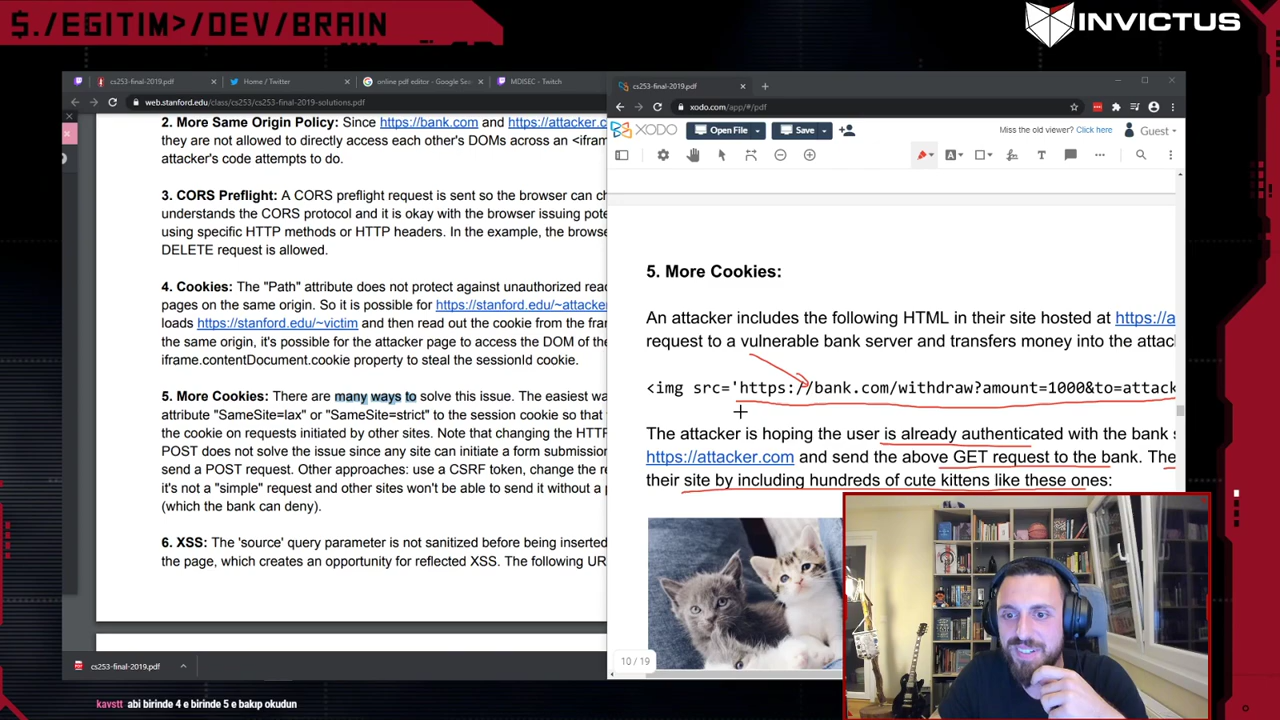 $./EGITIM>/DEV/BRAIN
INVICTUS
cs253-final-2019.pdf
Home / Twitter
online pdf editor - Google Sea
MDISEC - Twitch
web.stanford.edu/class/cs253/cs253-final-2019-solutions.pdf
2. More Same Origin Policy: Since https://bank.com and https://attacker.c
they are not allowed to directly access each other's DOMs across an <ifram
attacker's code attempts to do.
3. CORS Preflight: A CORS preflight request is sent so the browser can ch
understands the CORS protocol and it is okay with the browser issuing pote
using specific HTTP methods or HTTP headers. In the example, the browse
DELETE request is allowed.
4. Cookies: The "Path" attribute does not protect against unauthorized read
pages on the same origin. So it is possible for https://stanford.edu/~attacke
loads https://stanford.edu/~victim and then read out the cookie from the fram
the same origin, it's possible for the attacker page to access the DOM of the
iframe.contentDocument.cookie property to steal the sessionId cookie.
5. More Cookies: There are many ways to solve this issue. The easiest wa
attribute "SameSite=lax" or "SameSite=strict" to the session cookie so that
the cookie on requests initiated by other sites. Note that changing the HTTP
POST does not solve the issue since any site can initiate a form submission
send a POST request. Other approaches: use a CSRF token, change the re
it's not a "simple" request and other sites won't be able to send it without a p
(which the bank can deny).
6. XSS: The 'source' query parameter is not sanitized before being inserted
the page, which creates an opportunity for reflected XSS. The following UR
cs253-final-2019.pdf
cs253-final-2019.pdf
xodo.com/app/#/pdf
Guest
XODO
Open File
Save
Miss the old viewer? Click here
Guest
5. More Cookies:
An attacker includes the following HTML in their site hosted at https://a
request to a vulnerable bank server and transfers money into the attac
<img src='https://bank.com/withdraw?amount=1000&to=attack
The attacker is hoping the user is already authenticated with the bank s
https://attacker.com and send the above GET request to the bank. The
their site by including hundreds of cute kittens like these ones:
10 / 19
kavstt abi birinde 4 e birinde 5 e bakıp okudun